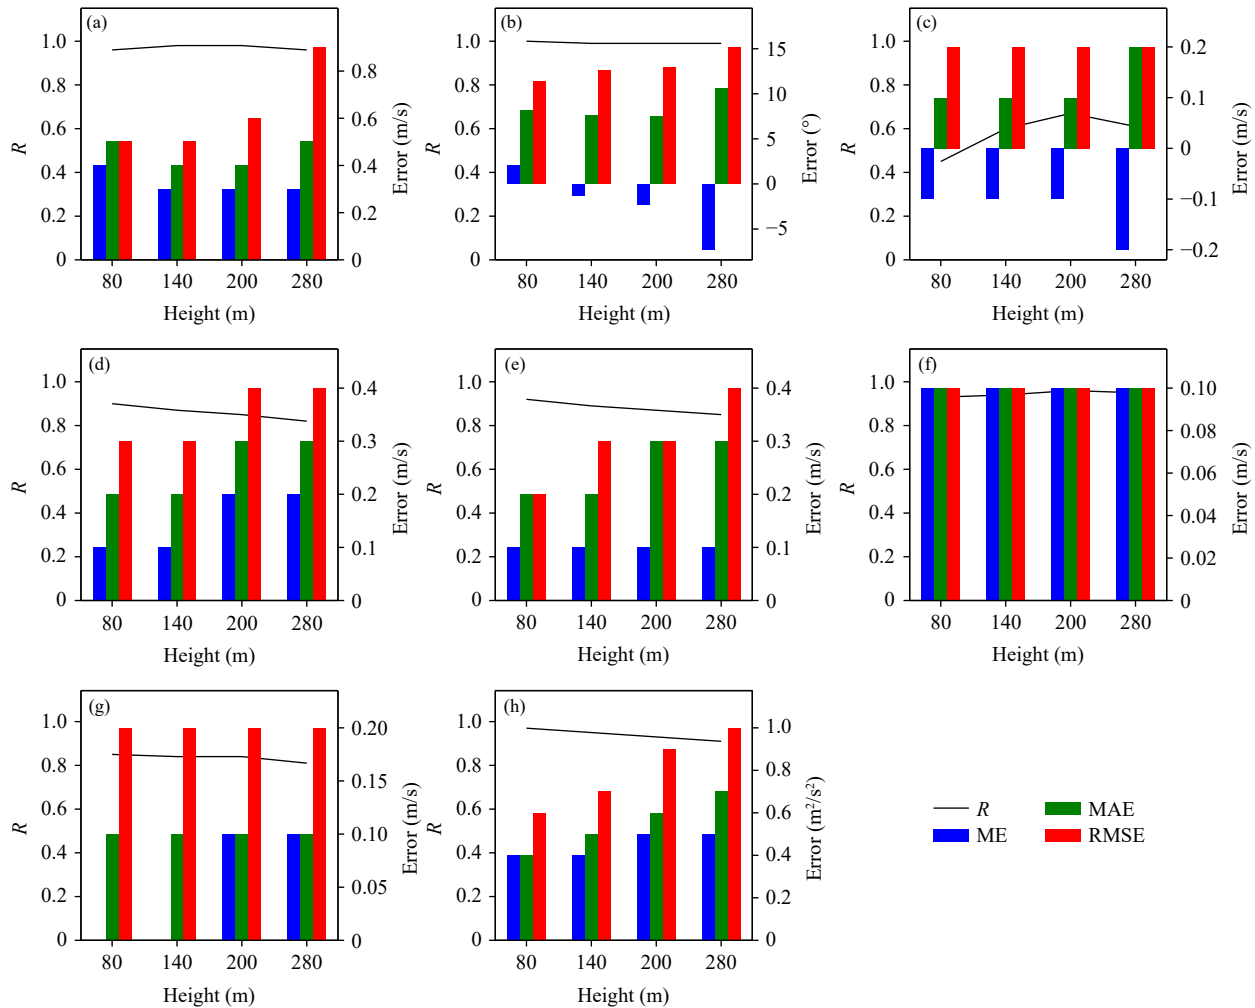 (a)
1.0
0.8
0.6
0.4
0.2
0
R
0.8
0.6
0.4
0.2
0
Error (m/s)
80 140 200 280
Height (m)
(b)
1.0
0.8
0.6
0.4
0.2
0
R
15
10
5
0
−5
Error (°)
80 140 200 280
Height (m)
(c)
1.0
0.8
0.6
0.4
0.2
0
R
0.2
0.1
0
−0.1
−0.2
Error (m/s)
80 140 200 280
Height (m)
(d)
1.0
0.8
0.6
0.4
0.2
0
R
0.4
0.3
0.2
0.1
0
Error (m/s)
80 140 200 280
Height (m)
(e)
1.0
0.8
0.6
0.4
0.2
0
R
0.4
0.3
0.2
0.1
0
Error (m/s)
80 140 200 280
Height (m)
(f)
1.0
0.8
0.6
0.4
0.2
0
R
0.10
0.08
0.06
0.04
0.02
0
Error (m/s)
80 140 200 280
Height (m)
(g)
1.0
0.8
0.6
0.4
0.2
0
R
0.20
0.15
0.10
0.05
0
Error (m/s)
80 140 200 280
Height (m)
(h)
1.0
0.8
0.6
0.4
0.2
0
R
1.0
0.8
0.6
0.4
0.2
0
Error (m²/s²)
80 140 200 280
Height (m)
R MAE
ME RMSE